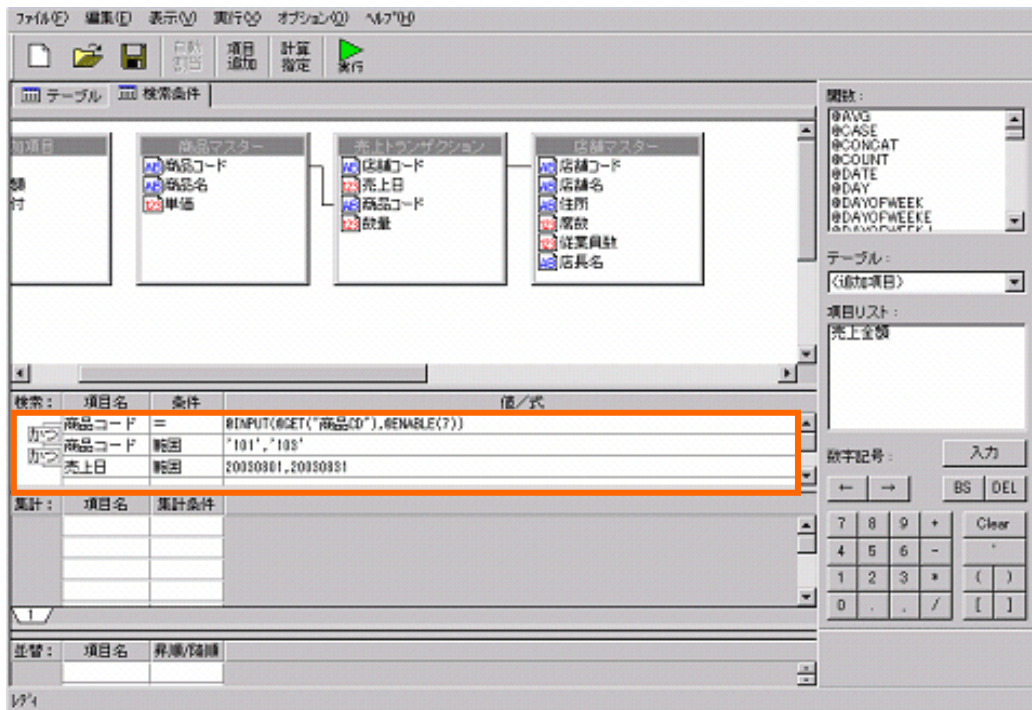 ファイル(F) 編集(E) 表示(V) 実行(X) オプション(O) ヘルプ(H)
自動割当 項目追加 計算指定 実行
テーブル 検索条件
加項目 商品マスター 売上トランザクション 店舗マスター
額
付
商品コード
商品名
単価
店舗コード
売上日
商品コード
数量
店舗コード
店舗名
住所
席数
従業員数
店長名
検索： 項目名 条件 値／式
商品コード = @INPUT(@GET("商品CD"),@ENABLE(?))
かつ 商品コード 範囲 '101','103'
かつ 売上日 範囲 20030801,20030831
集計： 項目名 集計条件
1
並替： 項目名 昇順/降順
ﾚﾃﾞｨ
関数：
@AVG
@CASE
@CONCAT
@COUNT
@DATE
@DAY
@DAYOFWEEK
@DAYOFWEEKE
@DAYOFWEEKJ
テーブル：
(追加項目)
項目リスト：
売上金額
数字記号： 入力
← → BS DEL
7 8 9 + Clear
4 5 6 - '
1 2 3 * ( )
0 . , / [ ]